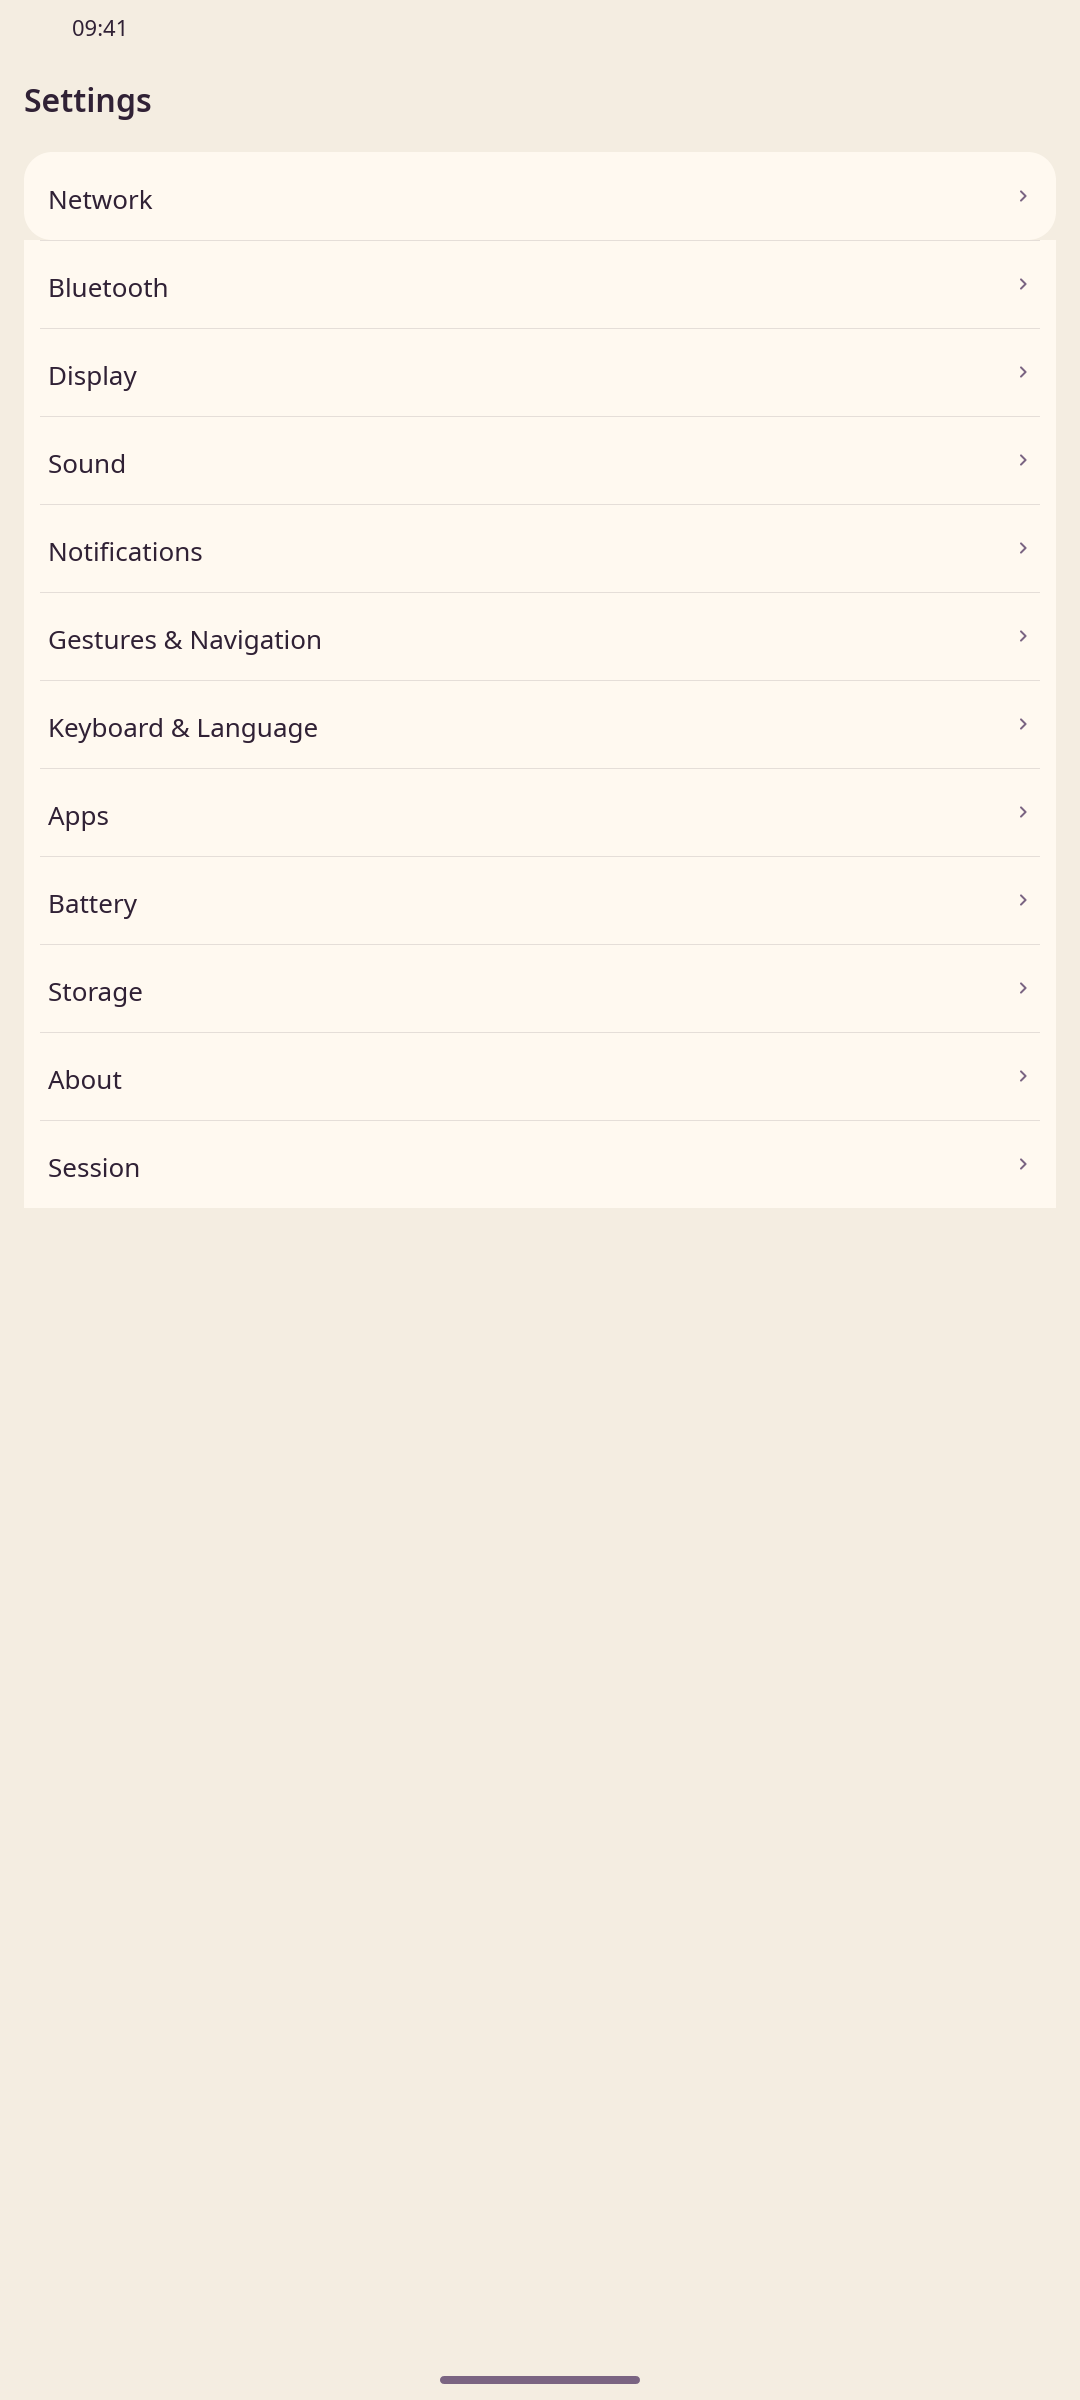 09:41
Settings
Network
Bluetooth
Display
Sound
Notifications
Gestures & Navigation
Keyboard & Language
Apps
Battery
Storage
About
Session